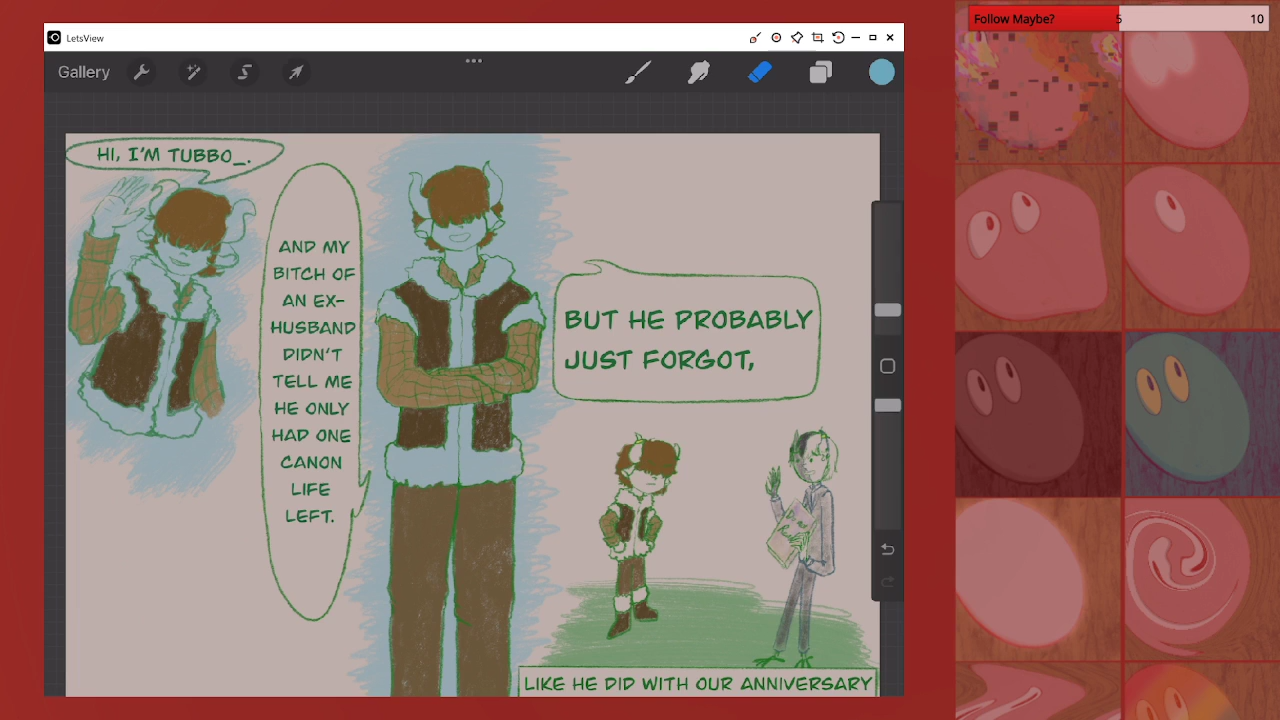 LetsView
Follow Maybe?
5
10
Gallery
HI, I'M TUBBO_.
AND MY
BITCH OF
AN EX-
HUSBAND
DIDN'T
TELL ME
HE ONLY
HAD ONE
CANON
LIFE
LEFT.
BUT HE PROBABLY
JUST FORGOT,
LIKE HE DID WITH OUR ANNIVERSARY